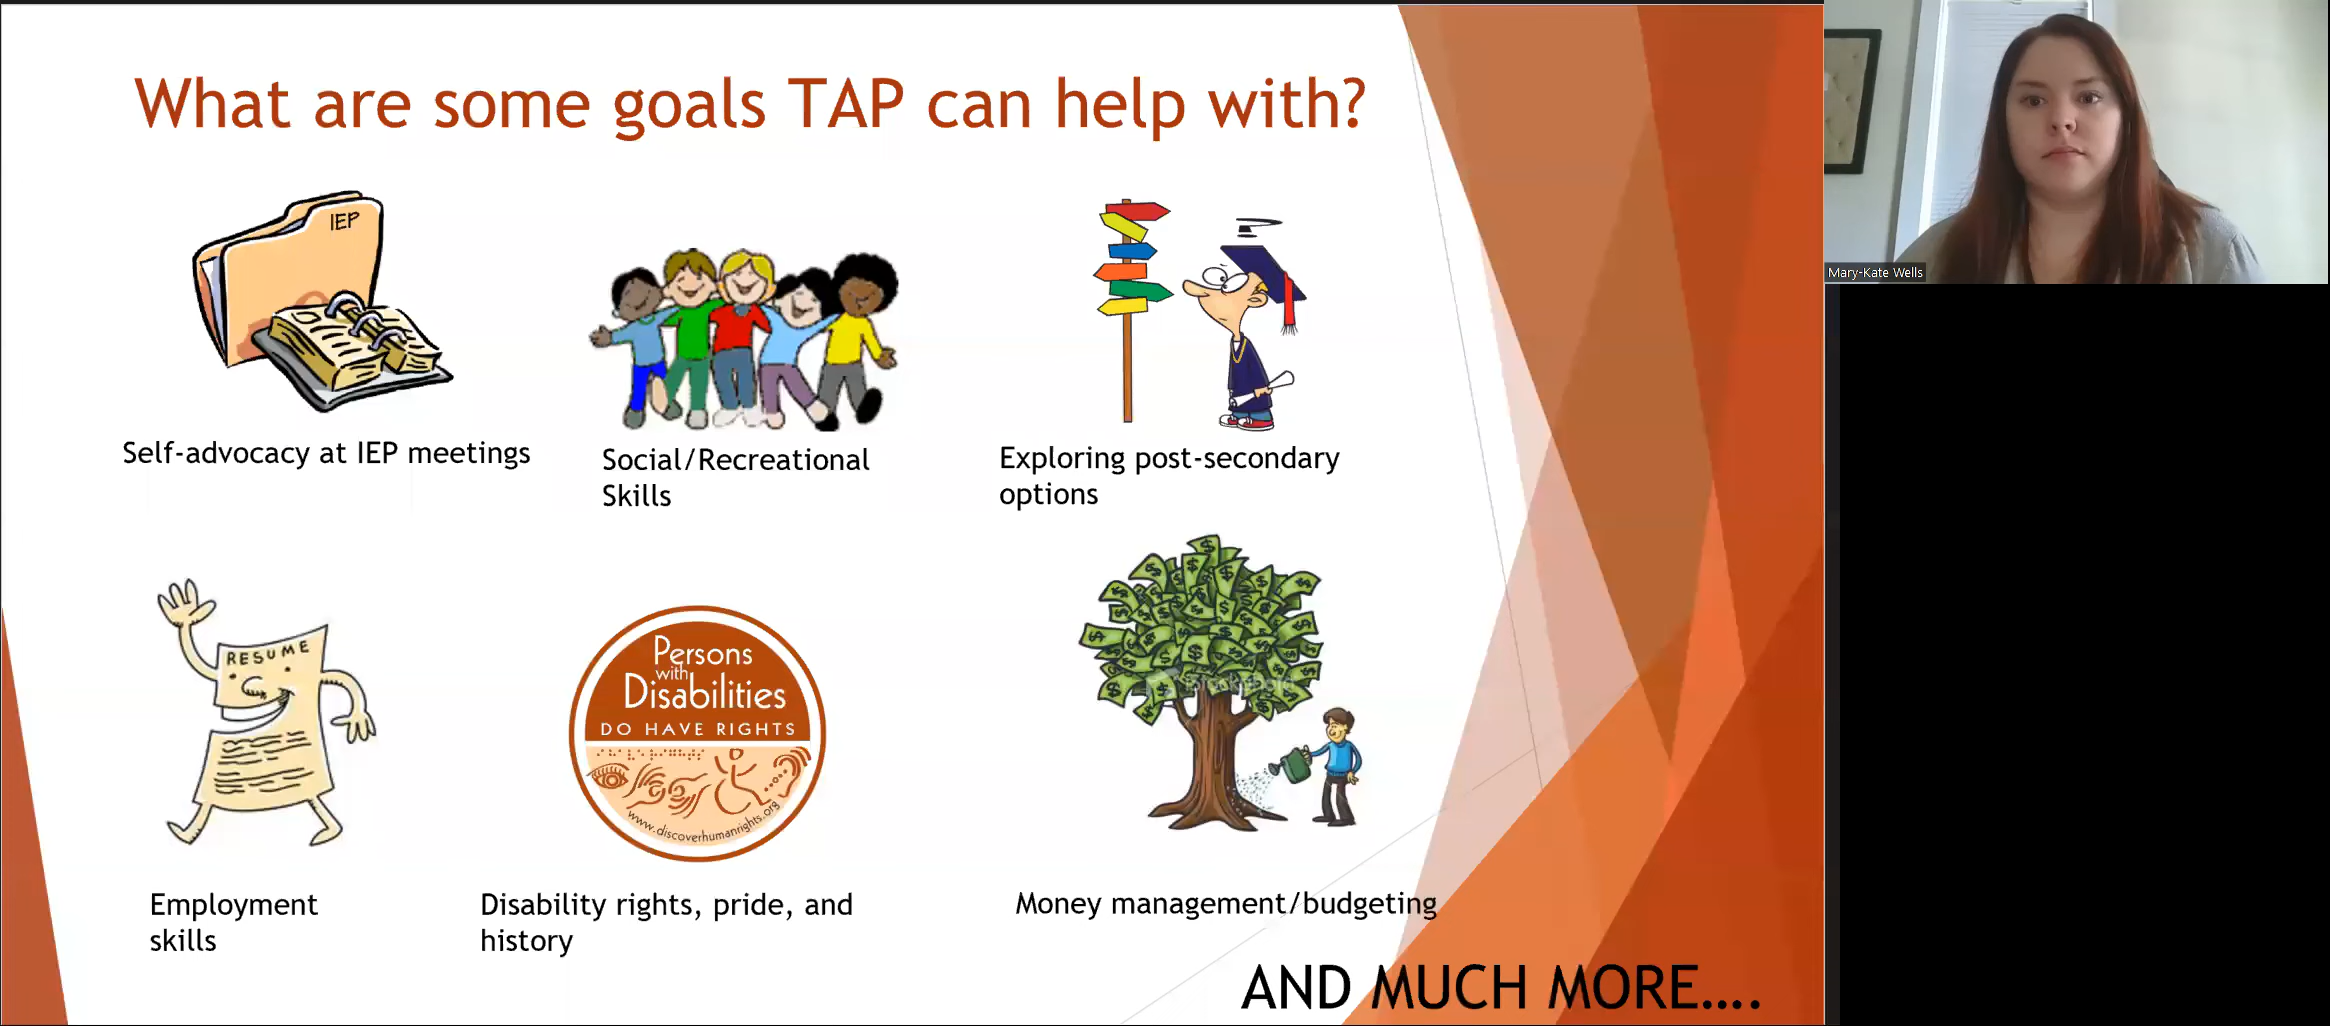 What are some goals TAP can help with?
Mary-Kate Wells
IEP
Self-advocacy at IEP meetings
Social/Recreational
Skills
Exploring post-secondary
options
RESUME
Persons
with
Disabilities
DO HAVE RIGHTS
www.discoverhumanrights.org
Employment
skills
Disability rights, pride, and
history
Money management/budgeting
AND MUCH MORE....